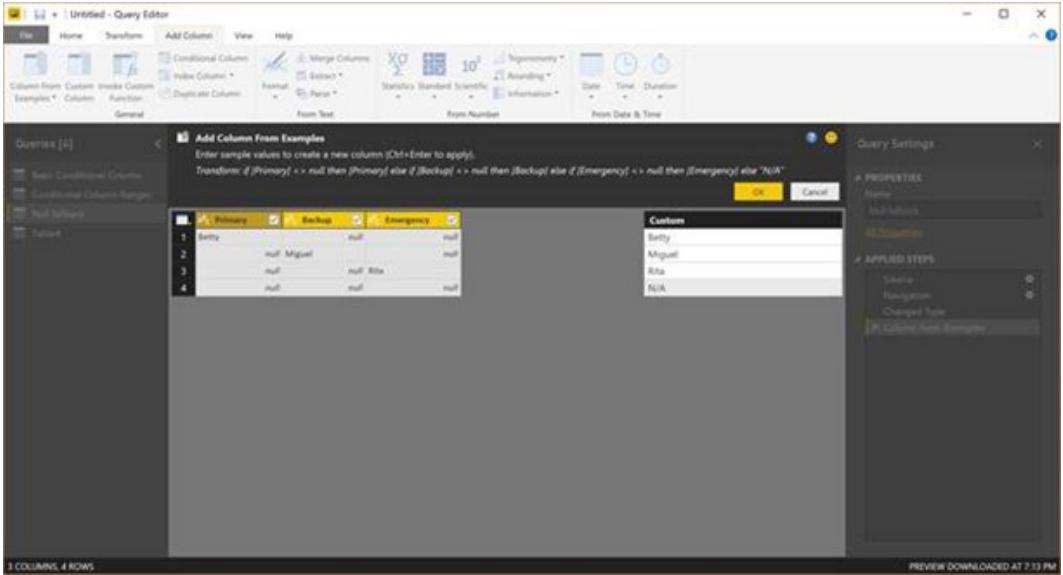 Untitled - Query Editor
File Home Transform Add Column View Help
Column From Examples Custom Column Invoke Custom Function
Conditional Column
Index Column
Duplicate Column
General
Format
Merge Columns
Extract
Parse
From Text
Statistics Standard Scientific
10²
Trigonometry
Rounding
Information
From Number
Date Time Duration
From Date & Time
Queries [4]
Basic Conditional Column
Conditional Column Ranges
Null fallback
Add Column From Examples
Enter sample values to create a new column (Ctrl+Enter to apply).
Transform: if [Primary] <> null then [Primary] else if [Backup] <> null then [Backup] else if [Emergency] <> null then [Emergency] else "N/A"
OK Cancel
Primary Backup Emergency Custom
1 Betty null null Betty
2 null Miguel null Miguel
3 null null Rita Rita
4 null null null N/A
Query Settings
PROPERTIES
Name
Null fallback
All Properties
APPLIED STEPS
Source
Navigation
Changed Type
Column From Examples
3 COLUMNS, 4 ROWS
PREVIEW DOWNLOADED AT 7:13 PM